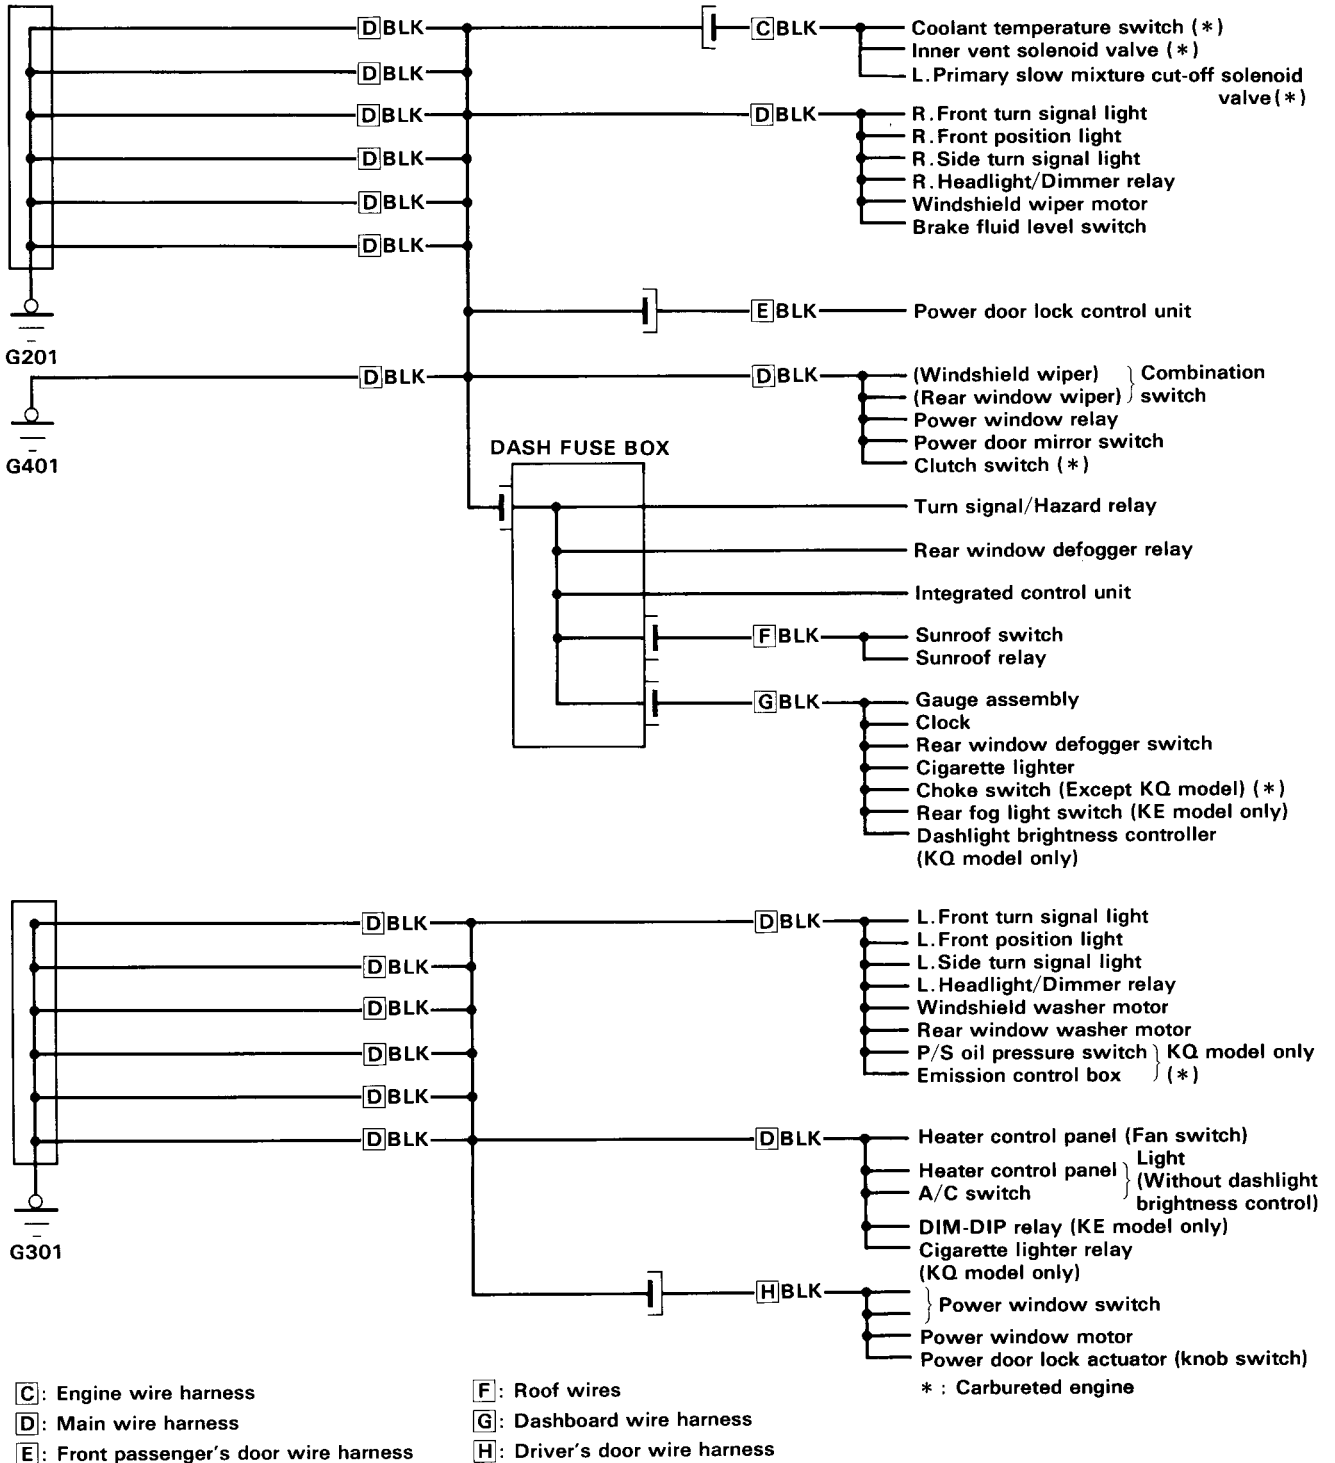 D BLK C BLK Coolant temperature switch (*)
Inner vent solenoid valve (*)
D BLK L.Primary slow mixture cut-off solenoid
valve(*)
D BLK D BLK R.Front turn signal light
R.Front position light
D BLK R.Side turn signal light
R.Headlight/Dimmer relay
D BLK Windshield wiper motor
Brake fluid level switch
D BLK
E BLK Power door lock control unit
G201
D BLK D BLK (Windshield wiper) Combination
(Rear window wiper) switch
Power window relay
Power door mirror switch
G401 DASH FUSE BOX Clutch switch (*)
Turn signal/Hazard relay
Rear window defogger relay
Integrated control unit
F BLK Sunroof switch
Sunroof relay
G BLK Gauge assembly
Clock
Rear window defogger switch
Cigarette lighter
Choke switch (Except KQ model) (*)
Rear fog light switch (KE model only)
Dashlight brightness controller
(KQ model only)
D BLK D BLK L.Front turn signal light
L.Front position light
D BLK L.Side turn signal light
L.Headlight/Dimmer relay
D BLK Windshield washer motor
Rear window washer motor
D BLK P/S oil pressure switch KQ model only
Emission control box (*)
D BLK
D BLK D BLK Heater control panel (Fan switch)
Light
Heater control panel (Without dashlight
A/C switch brightness control)
DIM-DIP relay (KE model only)
G301 Cigarette lighter relay
(KQ model only)
H BLK Power window switch
Power window motor
Power door lock actuator (knob switch)
C : Engine wire harness F : Roof wires * : Carbureted engine
D : Main wire harness G : Dashboard wire harness
E : Front passenger's door wire harness H : Driver's door wire harness